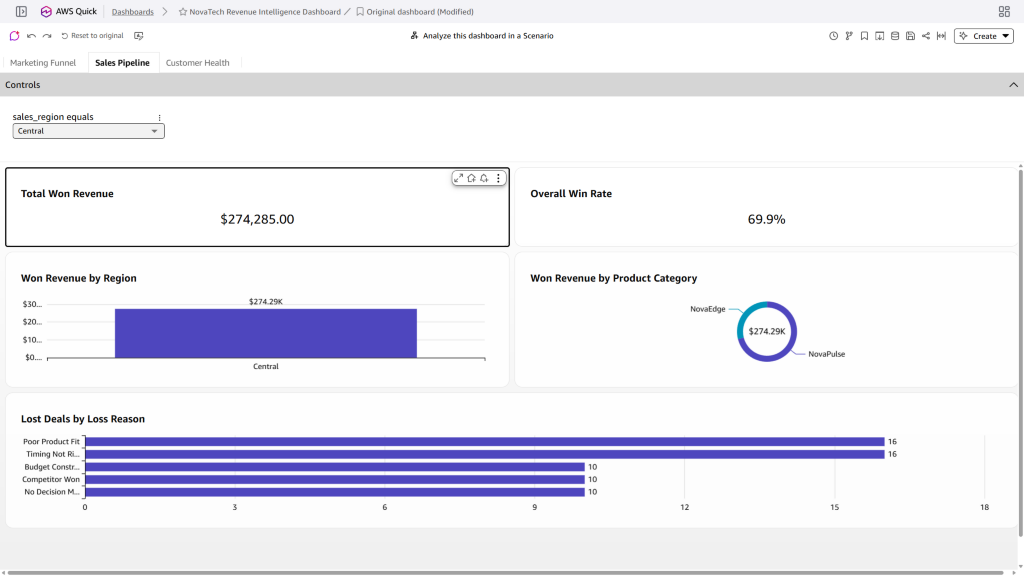 AWS Quick
Dashboards
NovaTech Revenue Intelligence Dashboard
Original dashboard (Modified)
Reset to original
Analyze this dashboard in a Scenario
Create
Marketing Funnel
Sales Pipeline
Customer Health
Controls
sales_region equals
Central
Total Won Revenue
$274,285.00
Overall Win Rate
69.9%
Won Revenue by Region
$30...
$20...
$10...
$0....
$274.29K
Central
Won Revenue by Product Category
NovaEdge
$274.29K
NovaPulse
Lost Deals by Loss Reason
Poor Product Fit
16
Timing Not Ri...
16
Budget Constr...
10
Competitor Won
10
No Decision M...
10
0
3
6
9
12
15
18